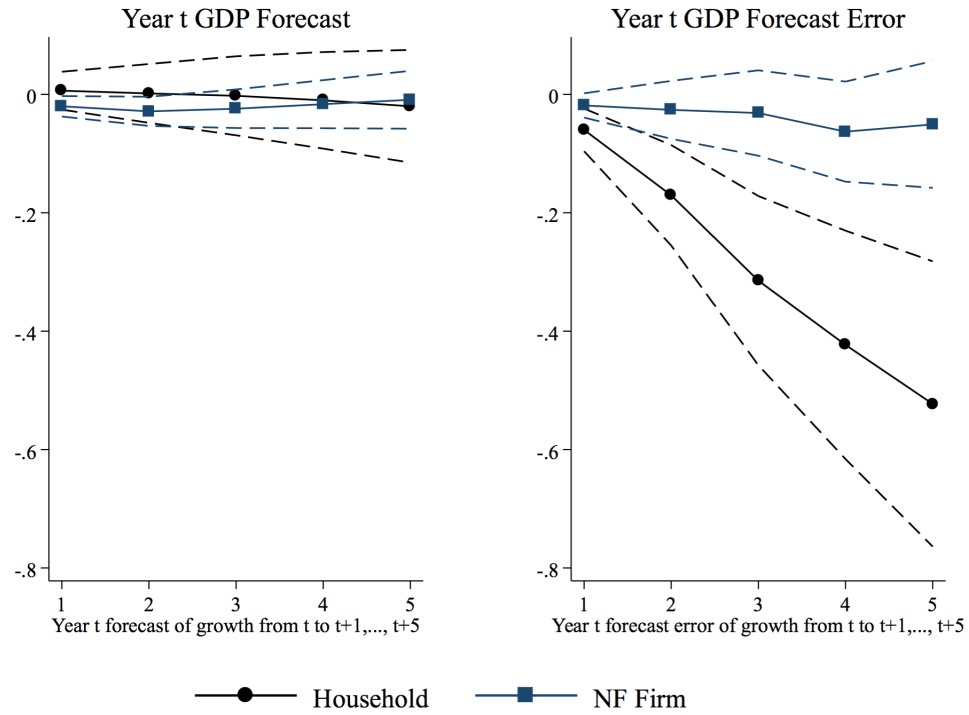 Year t GDP Forecast
0
-.2
-.4
-.6
-.8
1 2 3 4 5
Year t forecast of growth from t to t+1,..., t+5
Year t GDP Forecast Error
0
-.2
-.4
-.6
-.8
1 2 3 4 5
Year t forecast error of growth from t to t+1,..., t+5
Household NF Firm